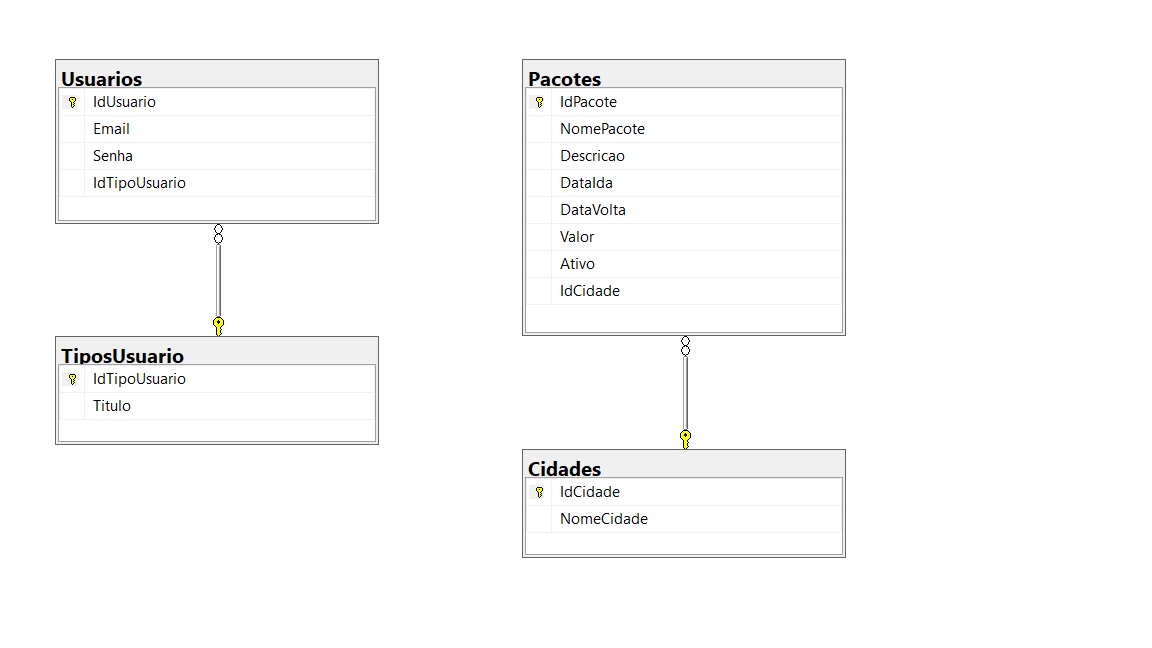 Usuarios
IdUsuario
Email
Senha
IdTipoUsuario
TiposUsuario
IdTipoUsuario
Titulo
Pacotes
IdPacote
NomePacote
Descricao
DataIda
DataVolta
Valor
Ativo
IdCidade
Cidades
IdCidade
NomeCidade